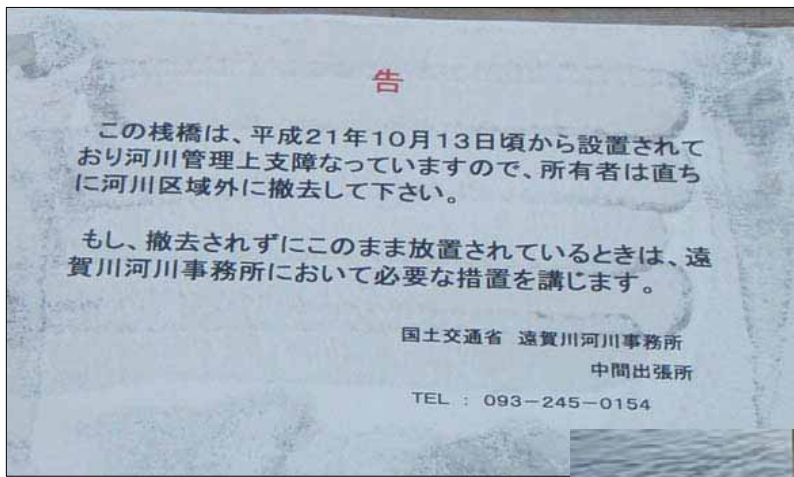 告
この桟橋は、平成21年10月13日頃から設置されて
おり河川管理上支障なっていますので、所有者は直ち
に河川区域外に撤去して下さい。
もし、撤去されずにこのまま放置されているときは、遠
賀川河川事務所において必要な措置を講じます。
国土交通省 遠賀川河川事務所
中間出張所
TEL : 093-245-0154